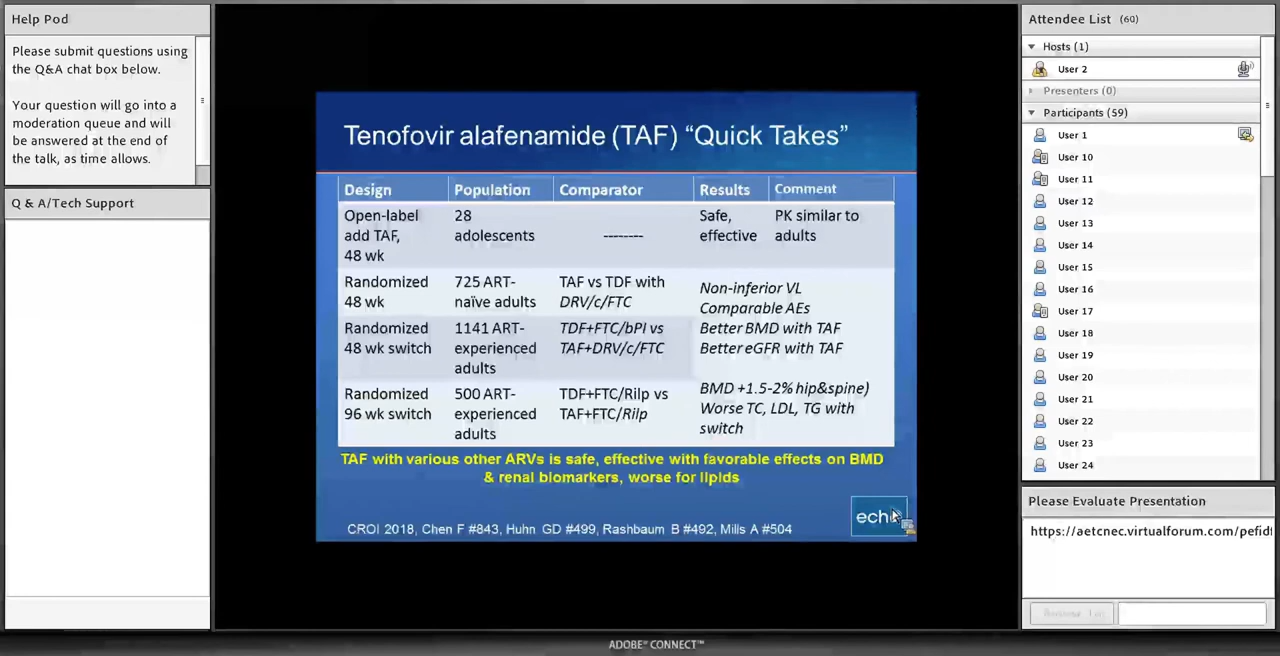 Help Pod
Please submit questions using
the Q&A chat box below.
Your question will go into a
moderation queue and will
be answered at the end of
the talk, as time allows.
Q & A/Tech Support
Tenofovir alafenamide (TAF) “Quick Takes”
Design Population Comparator Results Comment
Open-label
add TAF,
48 wk
28
adolescents
--------
Safe,
effective
PK similar to
adults
Randomized
48 wk
725 ART-
naïve adults
TAF vs TDF with
DRV/c/FTC
Randomized
48 wk switch
1141 ART-
experienced
adults
TDF+FTC/bPI vs
TAF+DRV/c/FTC
Non-inferior VL
Comparable AEs
Better BMD with TAF
Better eGFR with TAF
Randomized
96 wk switch
500 ART-
experienced
adults
TDF+FTC/Rilp vs
TAF+FTC/Rilp
BMD +1.5-2% hip&spine)
Worse TC, LDL, TG with
switch
TAF with various other ARVs is safe, effective with favorable effects on BMD
& renal biomarkers, worse for lipids
CROI 2018, Chen F #843, Huhn GD #499, Rashbaum B #492, Mills A #504
Attendee List (60)
Hosts (1)
User 2
Presenters (0)
Participants (59)
User 1
User 10
User 11
User 12
User 13
User 14
User 15
User 16
User 17
User 18
User 19
User 20
User 21
User 22
User 23
User 24
Please Evaluate Presentation
https://aetcnec.virtualforum.com/pefidt
ADOBE® CONNECT™